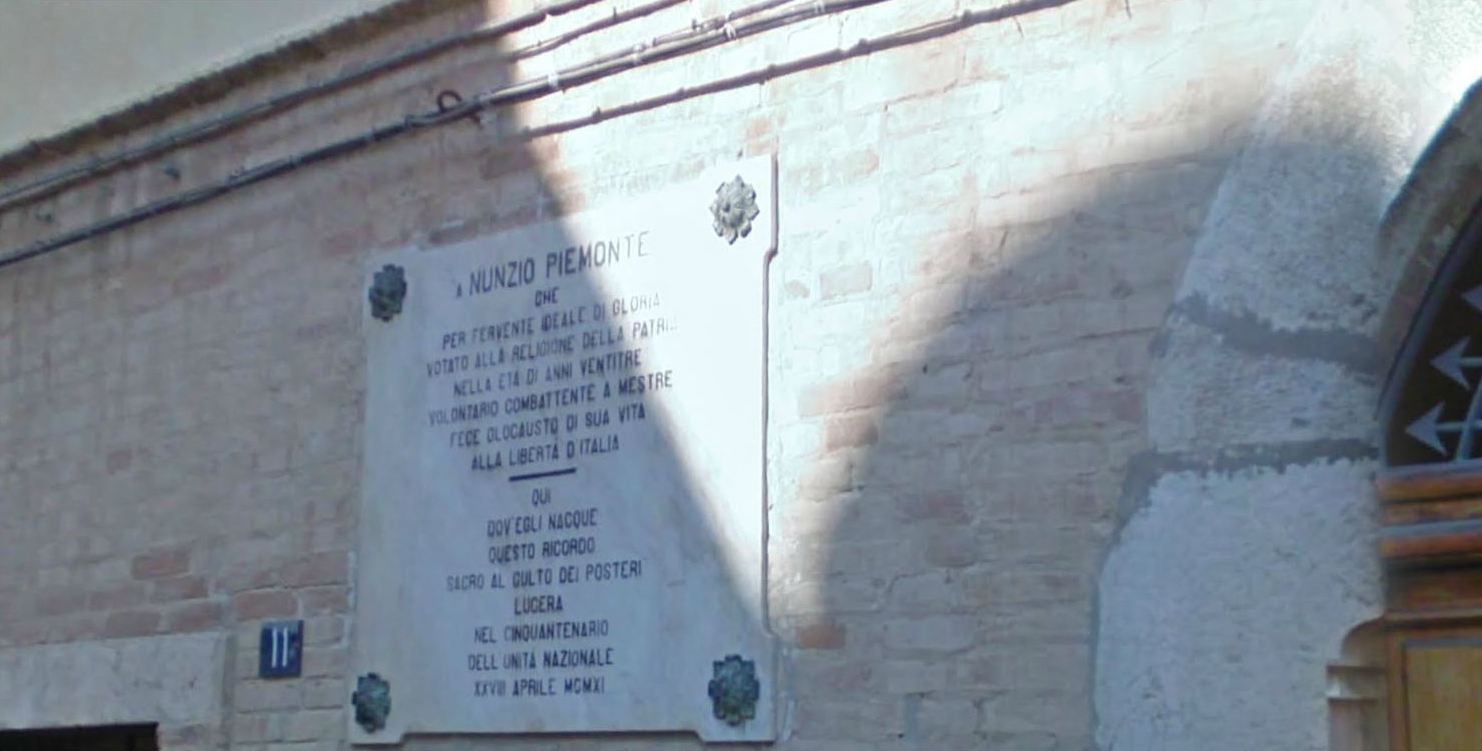 A NUNZIO PIEMONTE
CHE
PER FERVENTE IDEALE DI GLORIA
VOTATO ALLA RELIGIONE DELLA PATRIA
NELLA ETÀ DI ANNI VENTITRE
VOLONTARIO COMBATTENTE A MESTRE
FECE OLOCAUSTO DI SUA VITA
ALLA LIBERTÀ D'ITALIA
QUI
DOV'EGLI NACQUE
QUESTO RICORDO
SACRO AL CULTO DEI POSTERI
LUCERA
NEL CINQUANTENARIO
DELL'UNITÀ NAZIONALE
XXVIII APRILE MCMXI
11